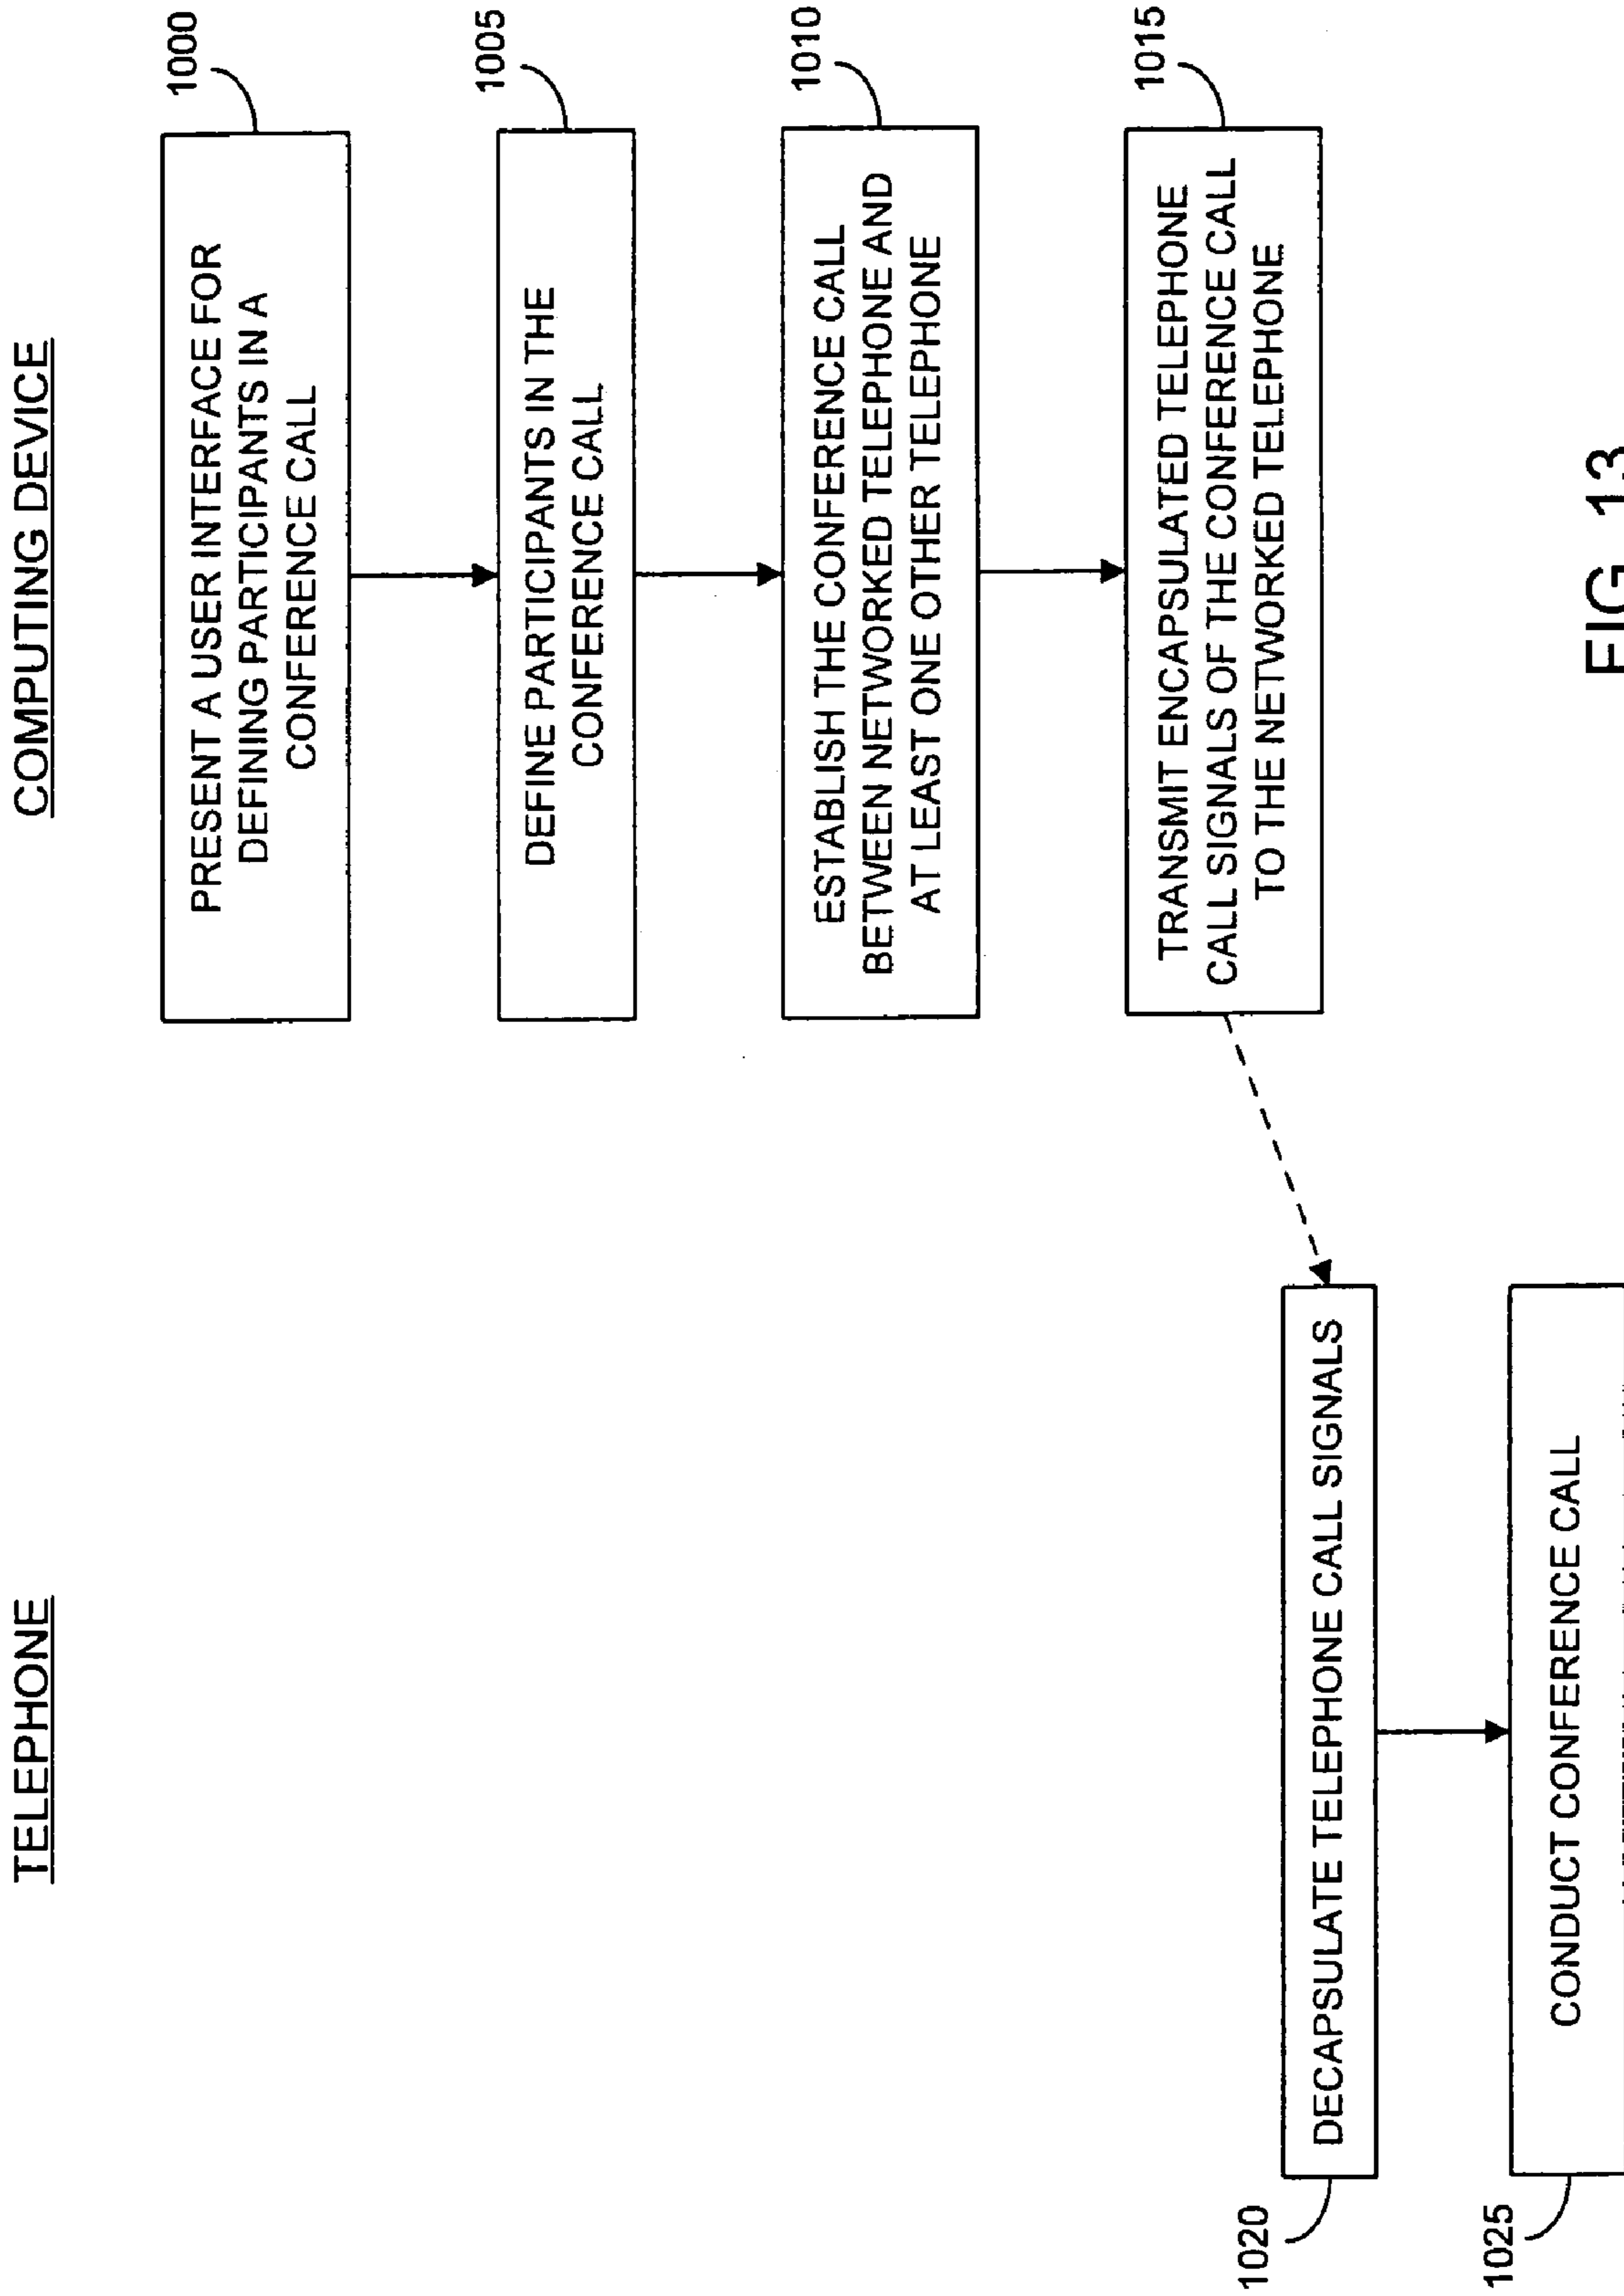 TELEPHONE
COMPUTING DEVICE
1000
PRESENT A USER INTERFACE FOR
DEFINING PARTICIPANTS IN A
CONFERENCE CALL
1005
DEFINE PARTICIPANTS IN THE
CONFERENCE CALL
1010
ESTABLISH THE CONFERENCE CALL
BETWEEN NETWORKED TELEPHONE AND
AT LEAST ONE OTHER TELEPHONE
1015
TRANSMIT ENCAPSULATED TELEPHONE
CALL SIGNALS OF THE CONFERENCE CALL
TO THE NETWORKED TELEPHONE
1020
DECAPSULATE TELEPHONE CALL SIGNALS
1025
CONDUCT CONFERENCE CALL
FIG. 13